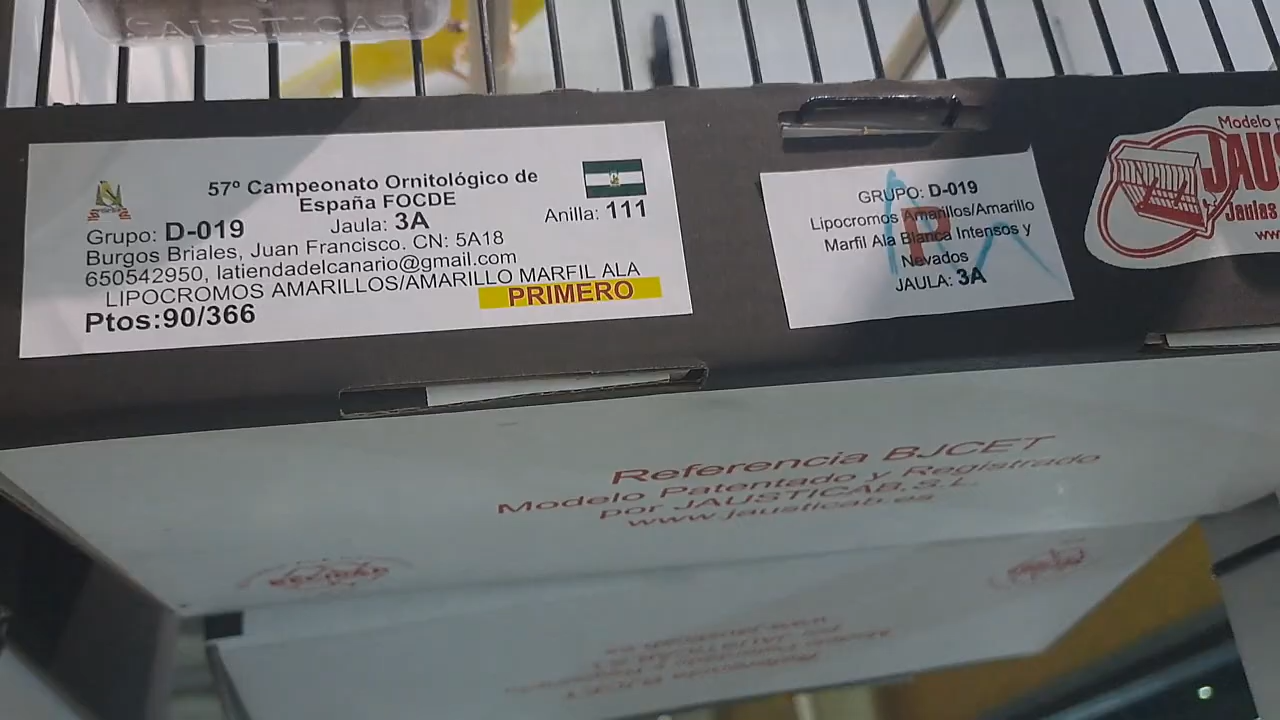 JAUSTICAB
57º Campeonato Ornitológico de
España FOCDE
Grupo: D-019 Jaula: 3A Anilla: 111
Burgos Briales, Juan Francisco. CN: 5A18
650542950, latiendadelcanario@gmail.com
LIPOCROMOS AMARILLOS/AMARILLO MARFIL ALA
PRIMERO
Ptos:90/366
GRUPO: D-019
Lipocromos Amarillos/Amarillo
Marfil Ala Blanca Intensos y
Nevados
JAULA: 3A
P
Modelo
JAUS
Jaulas
Referencia BJCET
Modelo Patentado y Registrado
por JAUSTICAB,S.L.
www.jausticab.es